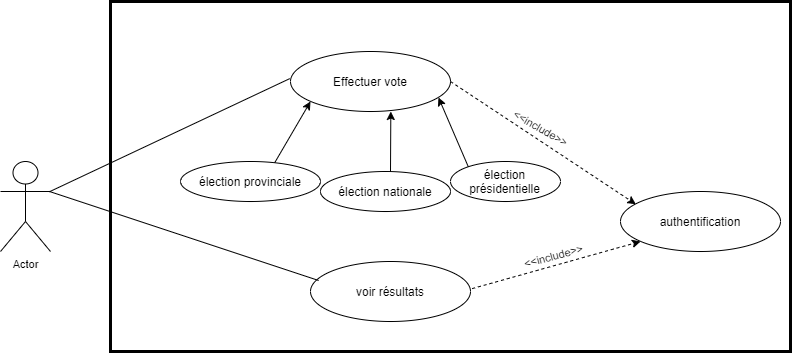 Effectuer vote
<<include>>
élection provinciale
élection nationale
élection
présidentielle
authentification
Actor
<<include>>
voir résultats